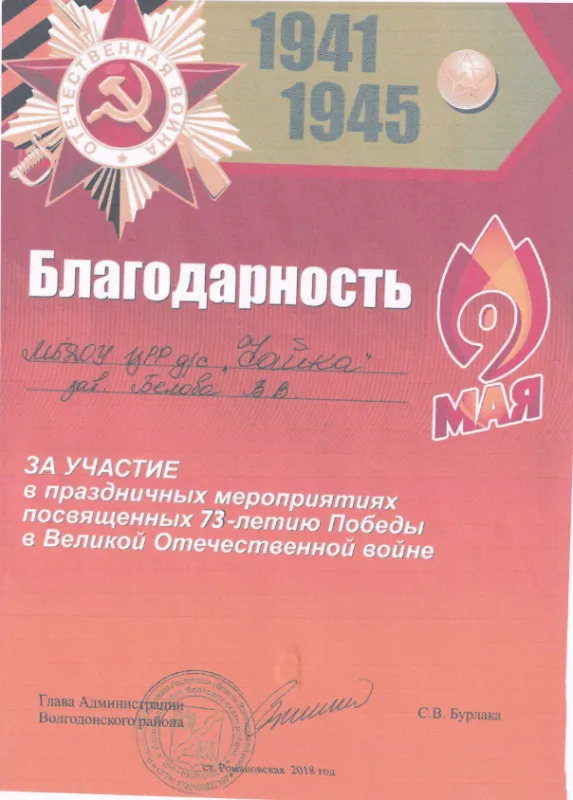 ОТЕЧЕСТВЕННАЯ ВОЙНА
1941
1945
Благодарность
МБДОУ ЦРР д/с „Чайка"
зав. Белова В.В.
9
МАЯ
ЗА УЧАСТИЕ
в праздничных мероприятиях
посвященных 73-летию Победы
в Великой Отечественной войне
Глава Администрации
Волгодонского района
С.В. Бурлака
ст. Романовская 2018 год